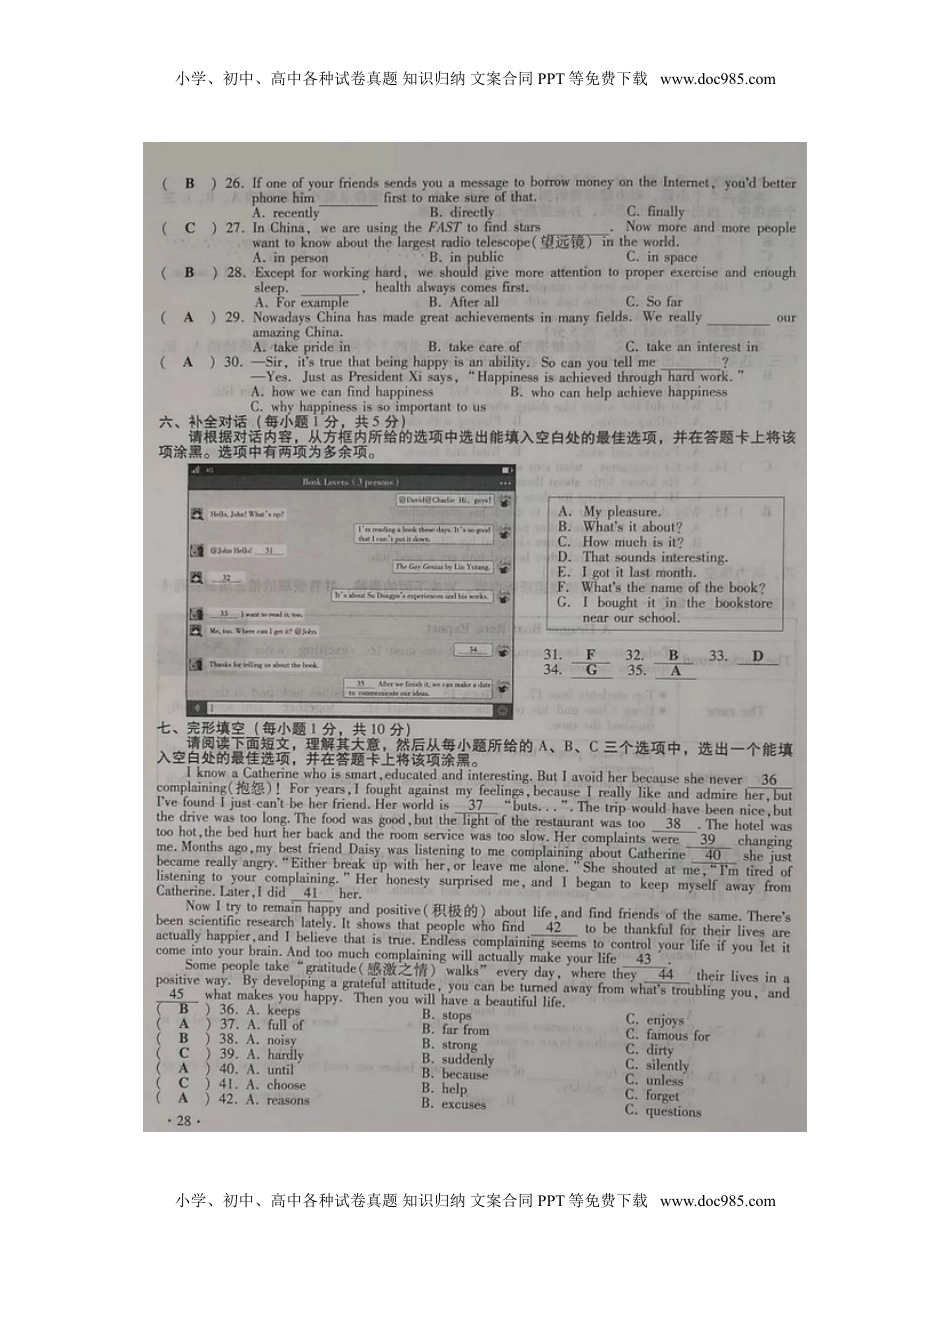 小学、初中、高中各种试卷真题 知识归纳 文案合同 PPT 等免费下载 www.doc985.com
( B ) 26. If one of your friends sends you a message to borrow money on the Internet, you'd better
phone him ______ first to make sure of that.
A. recently B. directly C. finally
( C ) 27. In China, we are using the FAST to find stars ______. Now more and more people
want to know about the largest radio telescope(望远镜) in the world.
A. in person B. in public C. in space
( B ) 28. Except for working hard, we should give more attention to proper exercise and enough
sleep. ______, health always comes first.
A. For example B. After all C. So far
( A ) 29. Nowadays China has made great achievements in many fields. We really ______ our
amazing China.
A. take pride in B. take care of C. take an interest in
( A ) 30. —Sir, it's true that being happy is an ability. So can you tell me ______?
—Yes. Just as President Xi says, "Happiness is achieved through hard work."
A. how we can find happiness B. who can help achieve happiness
C. why happiness is so important to us
六、补全对话(每小题1分，共5分)
请根据对话内容，从方框内所给的选项中选出能填入空白处的最佳选项，并在答题卡上将该
项涂黑。选项中有两项为多余项。
4G
Book Lovers (3 persons)
@David@Charlie Hi, guys!
Hello, John! What's up?
I'm reading a book these days. It's so good
that I can't put it down.
@John Hello! 31
The Gay Genius by Lin Yutang.
32
It's about Su Dongpo's experiences and his works.
33 I want to read it, too.
Me, too. Where can I get it? @John
34
Thanks for telling us about the book.
35 After we finish it, we can make a date
to communicate our ideas.
A. My pleasure.
B. What's it about?
C. How much is it?
D. That sounds interesting.
E. I got it last month.
F. What's the name of the book?
G. I bought it in the bookstore
near our school.
31. F 32. B 33. D
34. G 35. A
七、完形填空(每小题1分，共10分)
请阅读下面短文，理解其大意，然后从每小题所给的 A、B、C 三个选项中，选出一个能填
入空白处的最佳选项，并在答题卡上将该项涂黑。
I know a Catherine who is smart,educated and interesting. But I avoid her because she never 36
complaining(抱怨)! For years,I fought against my feelings,because I really like and admire her,but
I've found I just can't be her friend. Her world is 37 "buts...". The trip would have been nice,but
the drive was too long. The food was good,but the light of the restaurant was too 38 . The hotel was
too hot,the bed hurt her back and the room service was too slow. Her complaints were 39 changing
me. Months ago,my best friend Daisy was listening to me complaining about Catherine 40 she just
became really angry. "Either break up with her,or leave me alone." She shouted at me,"I'm tired of
listening to your complaining." Her honesty surprised me, and I began to keep myself away from
Catherine. Later,I did 41 her.
Now I try to remain happy and positive(积极的) about life,and find friends of the same. There's
been scientific research lately. It shows that people who find 42 to be thankful for their lives are
actually happier,and I believe that is true. Endless complaining seems to control your life if you let it
come into your brain. And too much complaining will actually make your life 43 .
Some people take "gratitude(感激之情) walks" every day, where they 44 their lives in a
positive way. By developing a grateful attitude, you can be turned away from what's troubling you, and
45 what makes you happy. Then you will have a beautiful life.
( B ) 36. A. keeps B. stops C. enjoys
( A ) 37. A. full of B. far from C. famous for
( B ) 38. A. noisy B. strong C. dirty
( C ) 39. A. hardly B. suddenly C. silently
( A ) 40. A. until B. because C. unless
( C ) 41. A. choose B. help C. forget
( A ) 42. A. reasons B. excuses C. questions
· 28 ·
小学、初中、高中各种试卷真题 知识归纳 文案合同 PPT 等免费下载 www.doc985.com